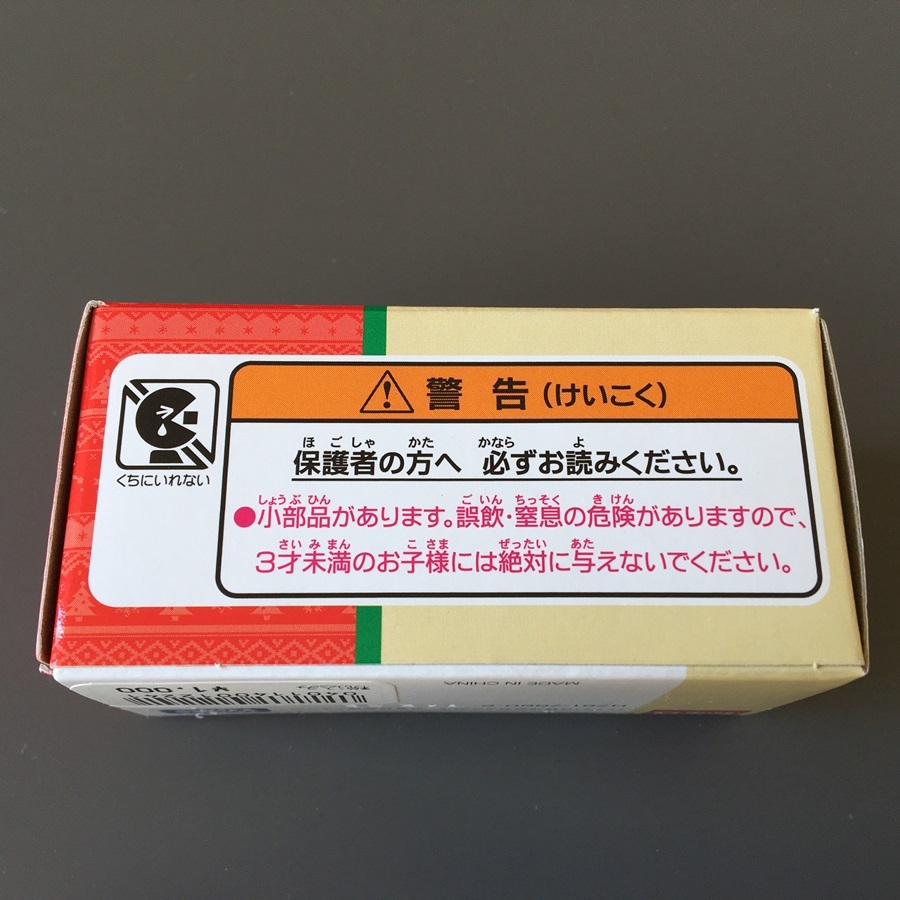 警告(けいこく)
くちにいれない
ほごしゃ かた かなら よ
保護者の方へ 必ずお読みください。
しょうぶひん ごいん ちっそく きけん
●小部品があります。誤飲・窒息の危険がありますので、
さいみまん こさま ぜったい あた
3才未満のお子様には絶対に与えないでください。
MADE IN CHINA
税込み ¥1,000